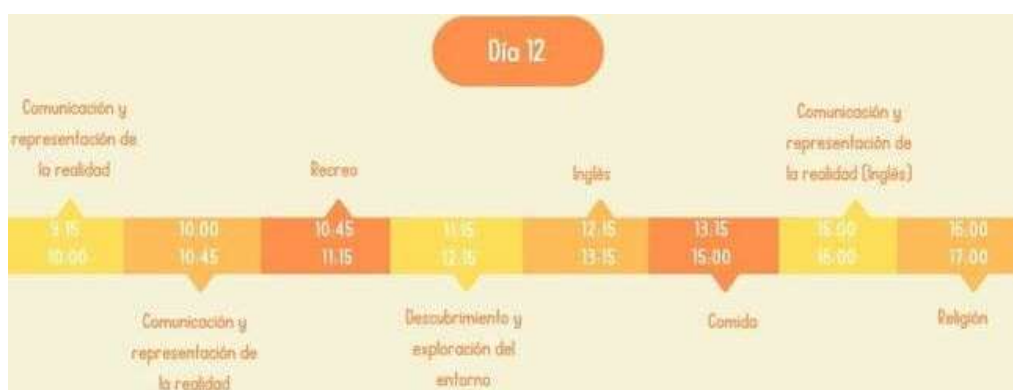 Día 12
Comunicación y
representación de
la realidad
Recreo
Inglés
Comunicación y
representación de
la realidad (Inglés)
9:15
10:00
10:00
10:45
10:45
11:15
11:15
12:15
12:15
13:15
13:15
15:00
15:00
16:00
16:00
17:00
Comunicación y
representación de
la realidad
Descubrimiento y
exploración del
entorno
Comida
Religión